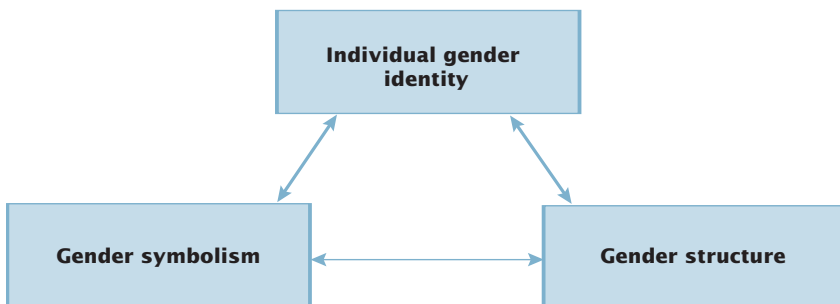 Individual gender
identity
Gender symbolism
Gender structure